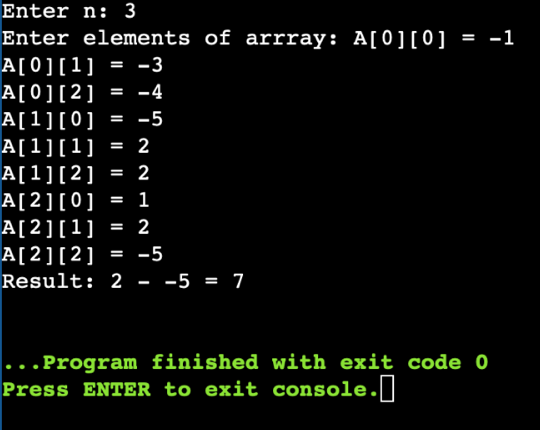 Enter n: 3
Enter elements of arrray: A[0][0] = -1
A[0][1] = -3
A[0][2] = -4
A[1][0] = -5
A[1][1] = 2
A[1][2] = 2
A[2][0] = 1
A[2][1] = 2
A[2][2] = -5
Result: 2 - -5 = 7
...Program finished with exit code 0
Press ENTER to exit console.